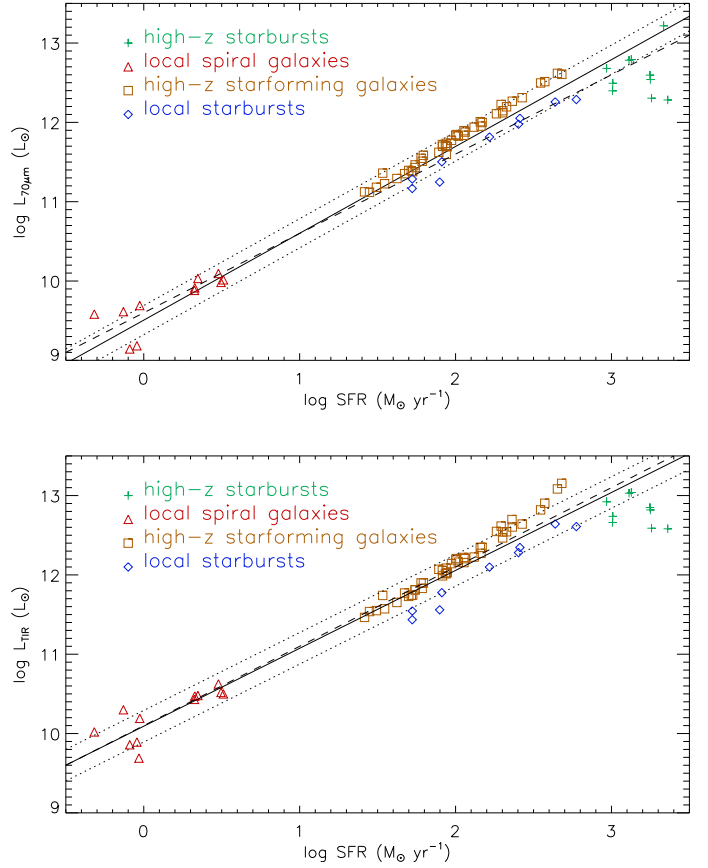 13
12
11
10
9
log L70μm (L⊙)
+ high-z starbursts
△ local spiral galaxies
□ high-z starforming galaxies
◇ local starbursts
0 1 2 3
log SFR (M⊙ yr⁻¹)
13
12
11
10
9
log LTIR (L⊙)
+ high-z starbursts
△ local spiral galaxies
□ high-z starforming galaxies
◇ local starbursts
0 1 2 3
log SFR (M⊙ yr⁻¹)